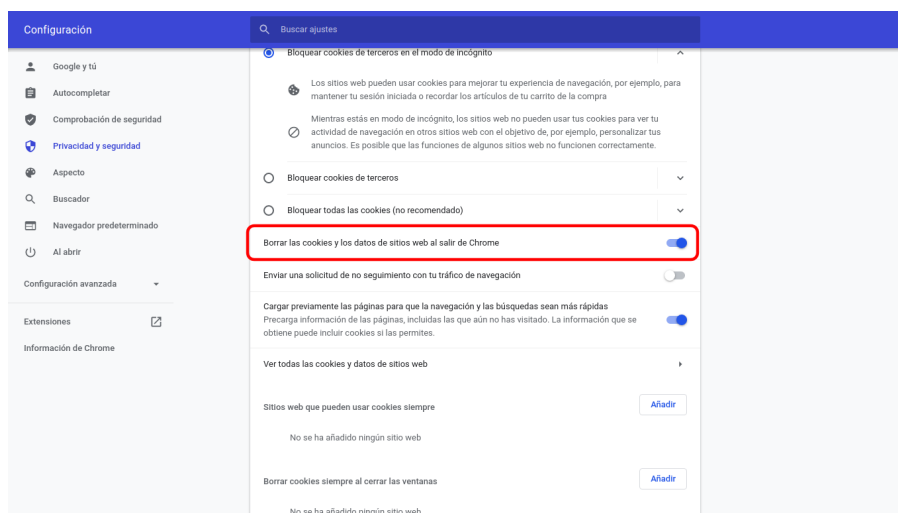 Configuración
Buscar ajustes
Google y tú
Autocompletar
Comprobación de seguridad
Privacidad y seguridad
Aspecto
Buscador
Navegador predeterminado
Al abrir
Configuración avanzada
Extensiones
Información de Chrome
Bloquear cookies de terceros en el modo de incógnito
Los sitios web pueden usar cookies para mejorar tu experiencia de navegación, por ejemplo, para
mantener tu sesión iniciada o recordar los artículos de tu carrito de la compra
Mientras estás en modo de incógnito, los sitios web no pueden usar tus cookies para ver tu
actividad de navegación en otros sitios web con el objetivo de, por ejemplo, personalizar tus
anuncios. Es posible que las funciones de algunos sitios web no funcionen correctamente.
Bloquear cookies de terceros
Bloquear todas las cookies (no recomendado)
Borrar las cookies y los datos de sitios web al salir de Chrome
Enviar una solicitud de no seguimiento con tu tráfico de navegación
Cargar previamente las páginas para que la navegación y las búsquedas sean más rápidas
Precarga información de las páginas, incluidas las que aún no has visitado. La información que se
obtiene puede incluir cookies si las permites.
Ver todas las cookies y datos de sitios web
Sitios web que pueden usar cookies siempre
Añadir
No se ha añadido ningún sitio web
Borrar cookies siempre al cerrar las ventanas
Añadir
No se ha añadido ningún sitio web